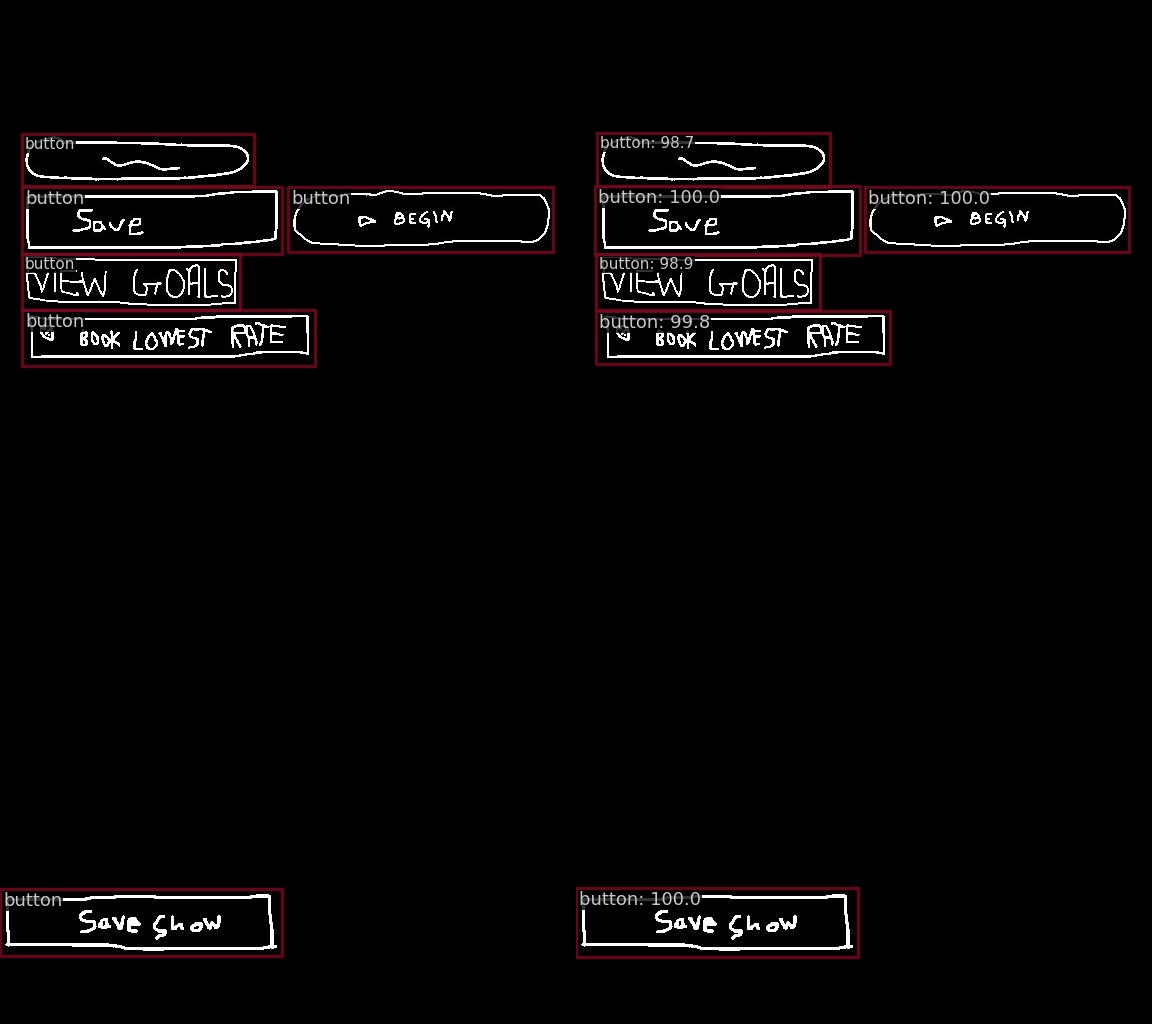 button button: 98.7
button button: 100.0
Save Save
button button: 100.0
BEGIN BEGIN
button button: 98.9
VIEW GOALS VIEW GOALS
button button: 99.8
BOOK LOWEST RATE BOOK LOWEST RATE
button button: 100.0
Save Show Save Show